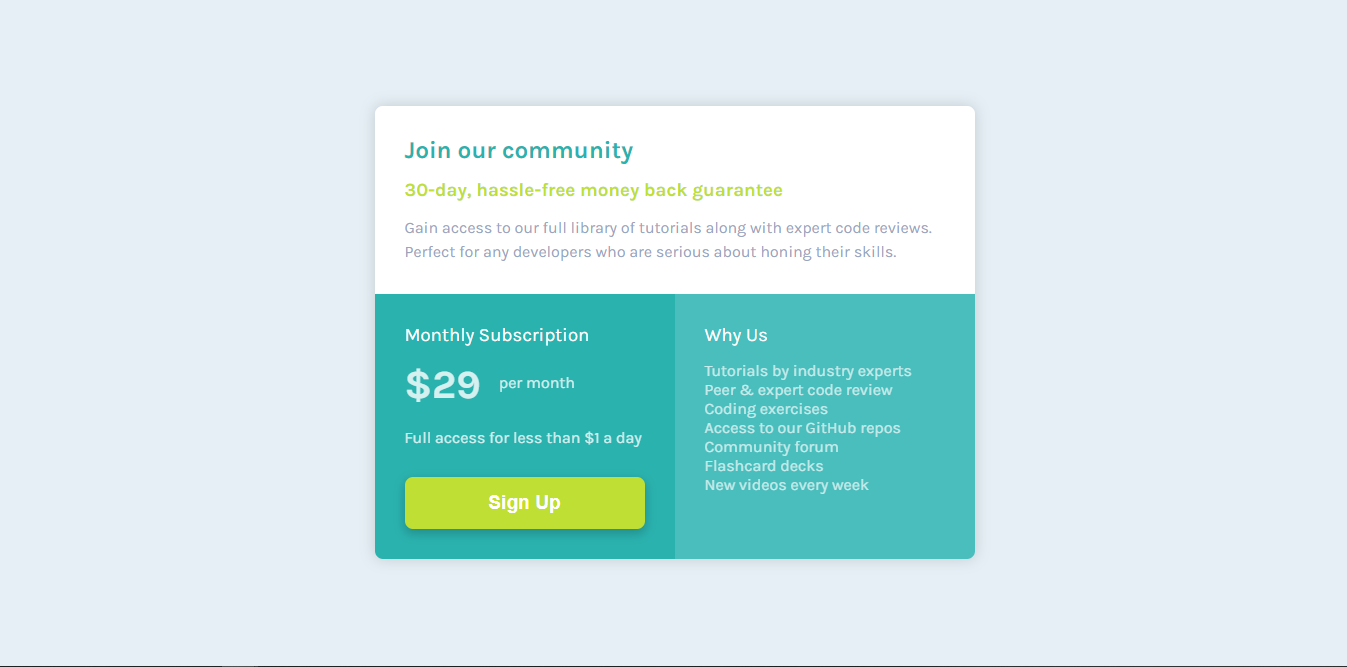 Join our community
30-day, hassle-free money back guarantee
Gain access to our full library of tutorials along with expert code reviews.
Perfect for any developers who are serious about honing their skills.
Monthly Subscription
$29 per month
Full access for less than $1 a day
Sign Up
Why Us
Tutorials by industry experts
Peer & expert code review
Coding exercises
Access to our GitHub repos
Community forum
Flashcard decks
New videos every week